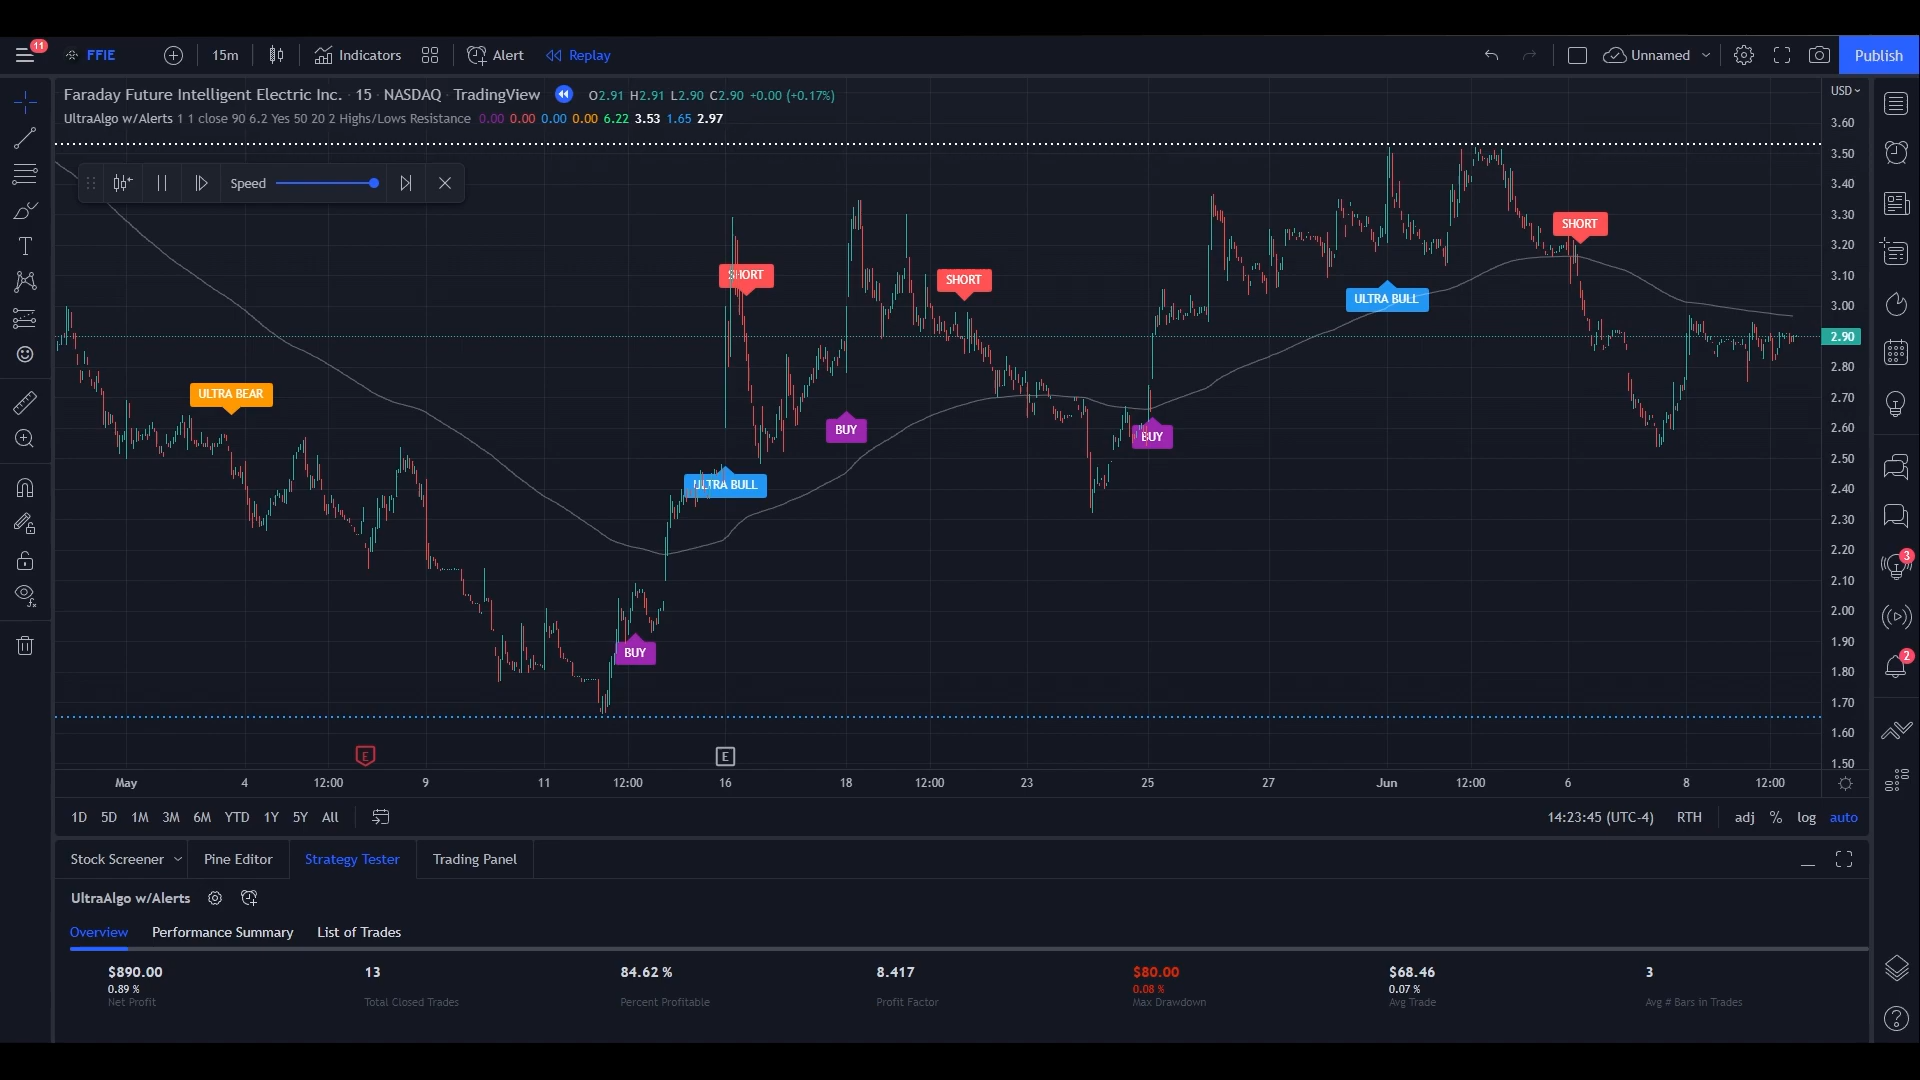 11
FFIE
15m
Indicators
Alert
Replay
Unnamed
Publish
Faraday Future Intelligent Electric Inc. · 15 · NASDAQ · TradingView
O2.91 H2.91 L2.90 C2.90 +0.00 (+0.17%)
USD
UltraAlgo w/Alerts 1 1 close 90 6.2 Yes 50 20 2 Highs/Lows Resistance 0.00 0.00 0.00 0.00 6.22 3.53 1.65 2.97
Speed
3.60
3.50
3.40
3.30
3.20
3.10
3.00
2.90
2.80
2.70
2.60
2.50
2.40
2.30
2.20
2.10
2.00
1.90
1.80
1.70
1.60
1.50
SHORT
SHORT
SHORT
ULTRA BULL
ULTRA BEAR
BUY
BUY
ULTRA BULL
BUY
E
E
3
2
May 4 12:00 9 11 12:00 16 18 12:00 23 25 27 Jun 12:00 6 8 12:00
1D 5D 1M 3M 6M YTD 1Y 5Y All
14:23:45 (UTC-4) RTH adj % log auto
Stock Screener Pine Editor Strategy Tester Trading Panel
UltraAlgo w/Alerts
Overview Performance Summary List of Trades
$890.00 13 84.62 % 8.417 $80.00 $68.46 3
0.89 % 0.08 % 0.07 %
Net Profit Total Closed Trades Percent Profitable Profit Factor Max Drawdown Avg Trade Avg # Bars in Trades